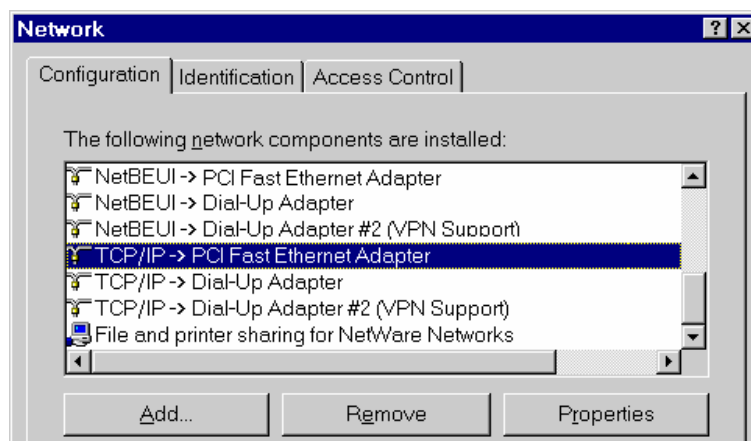 Network
Configuration Identification Access Control
The following network components are installed:
NetBEUI -> PCI Fast Ethernet Adapter
NetBEUI -> Dial-Up Adapter
NetBEUI -> Dial-Up Adapter #2 (VPN Support)
TCP/IP -> PCI Fast Ethernet Adapter
TCP/IP -> Dial-Up Adapter
TCP/IP -> Dial-Up Adapter #2 (VPN Support)
File and printer sharing for NetWare Networks
Add... Remove Properties